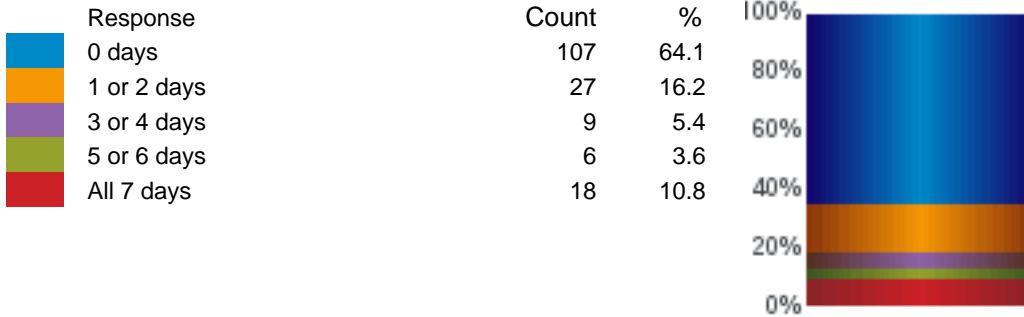 Response Count %
0 days 107 64.1
1 or 2 days 27 16.2
3 or 4 days 9 5.4
5 or 6 days 6 3.6
All 7 days 18 10.8
100%
80%
60%
40%
20%
0%